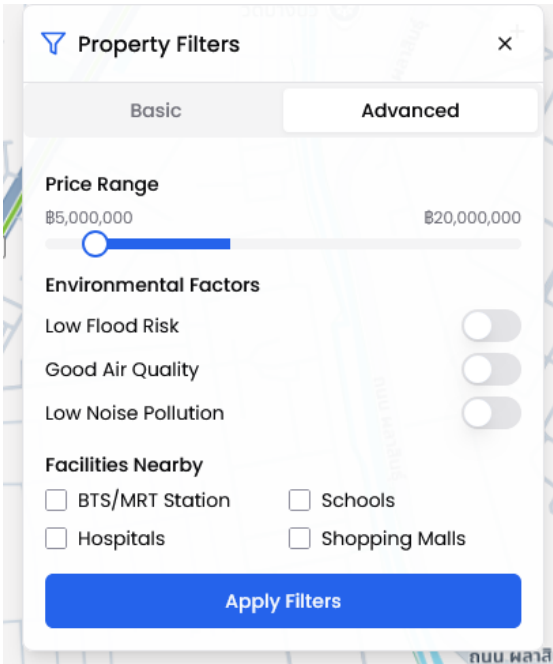 Property Filters
Basic
Advanced
Price Range
฿5,000,000
฿20,000,000
Environmental Factors
Low Flood Risk
Good Air Quality
Low Noise Pollution
Facilities Nearby
BTS/MRT Station
Schools
Hospitals
Shopping Malls
Apply Filters